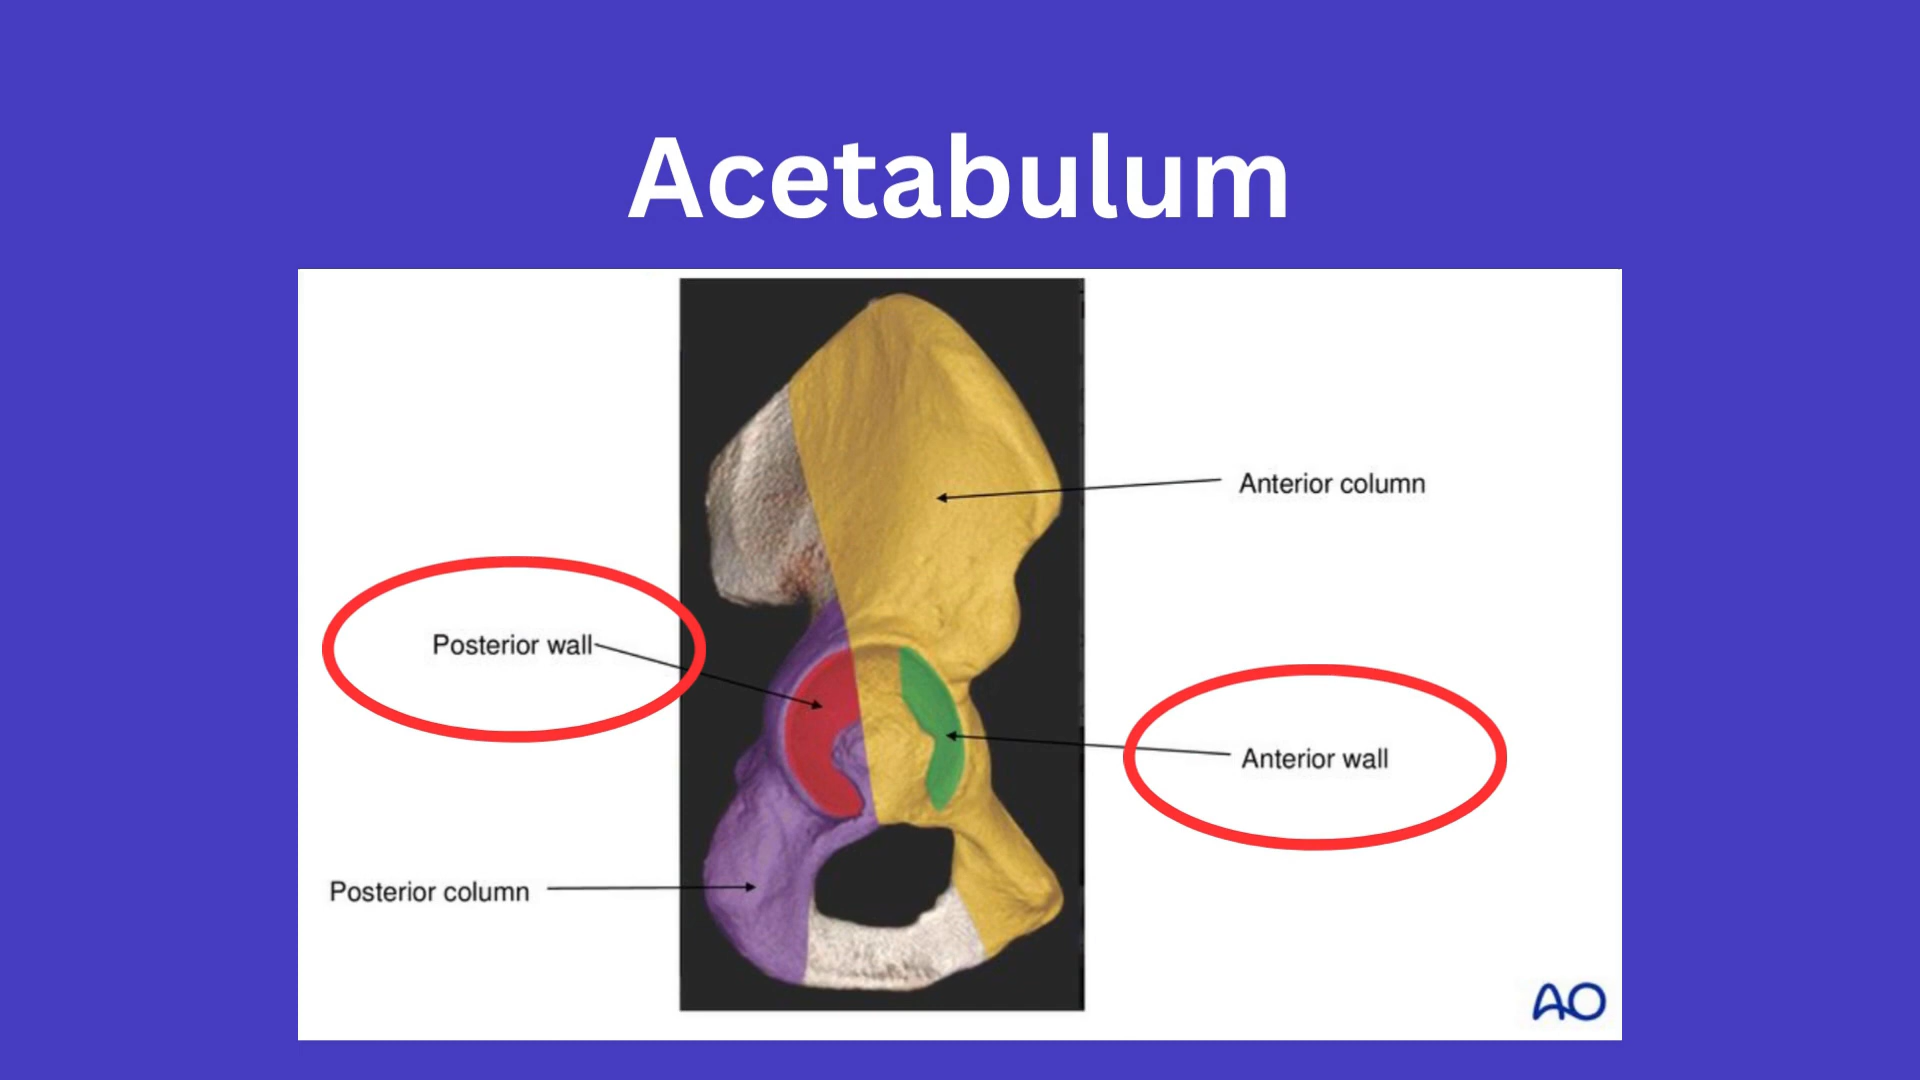 Acetabulum
Anterior column
Posterior wall
Anterior wall
Posterior column
AO